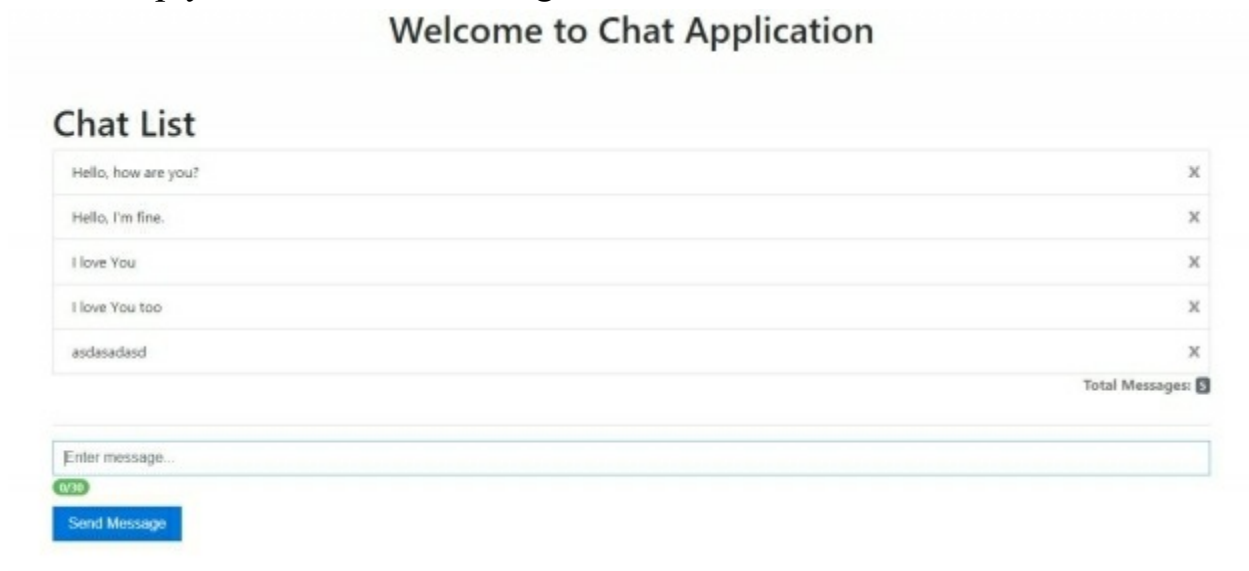 Welcome to Chat Application
Chat List
Hello, how are you? X
Hello, I'm fine. X
I love You X
I love You too X
asdasadasd X
Total Messages: 5
Enter message...
0/30
Send Message